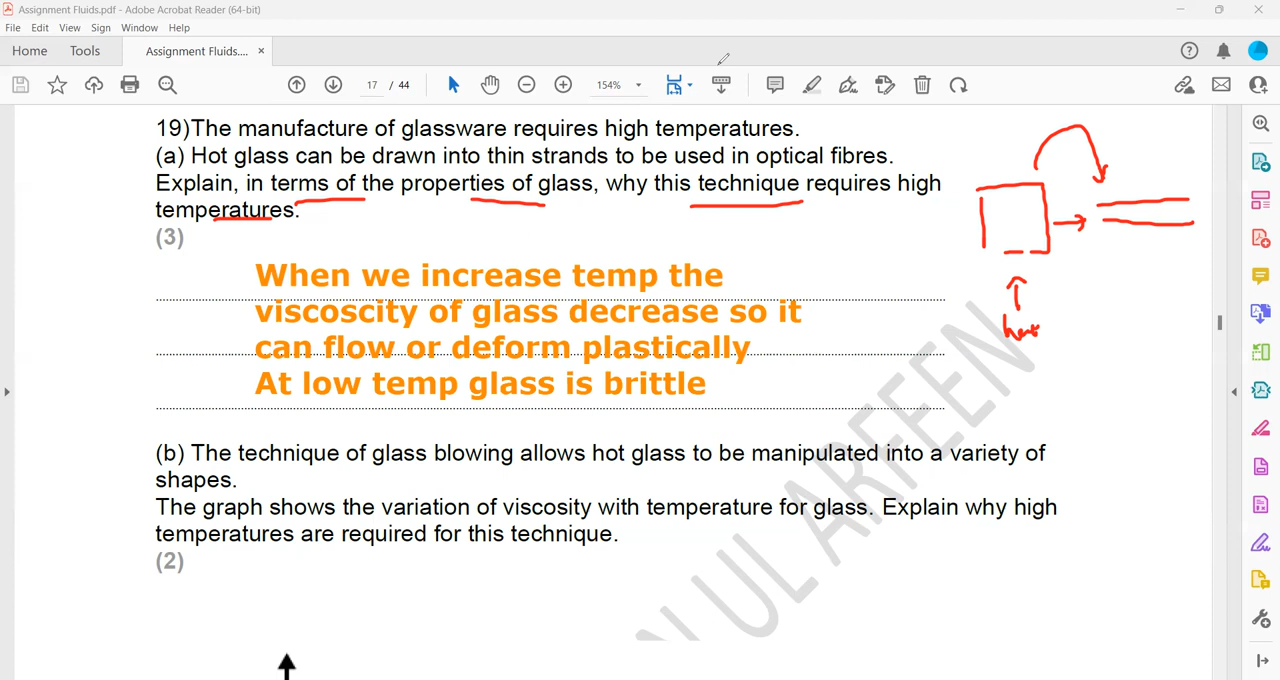 Assignment Fluids.pdf - Adobe Acrobat Reader (64-bit)
File Edit View Sign Window Help
Home Tools Assignment Fluids.... ×
17 / 44 154%
19)The manufacture of glassware requires high temperatures.
(a) Hot glass can be drawn into thin strands to be used in optical fibres.
Explain, in terms of the properties of glass, why this technique requires high
temperatures.
(3)
When we increase temp the
viscoscity of glass decrease so it
can flow or deform plastically
At low temp glass is brittle
heat
(b) The technique of glass blowing allows hot glass to be manipulated into a variety of
shapes.
The graph shows the variation of viscosity with temperature for glass. Explain why high
temperatures are required for this technique.
(2)
N UL ARFEEN